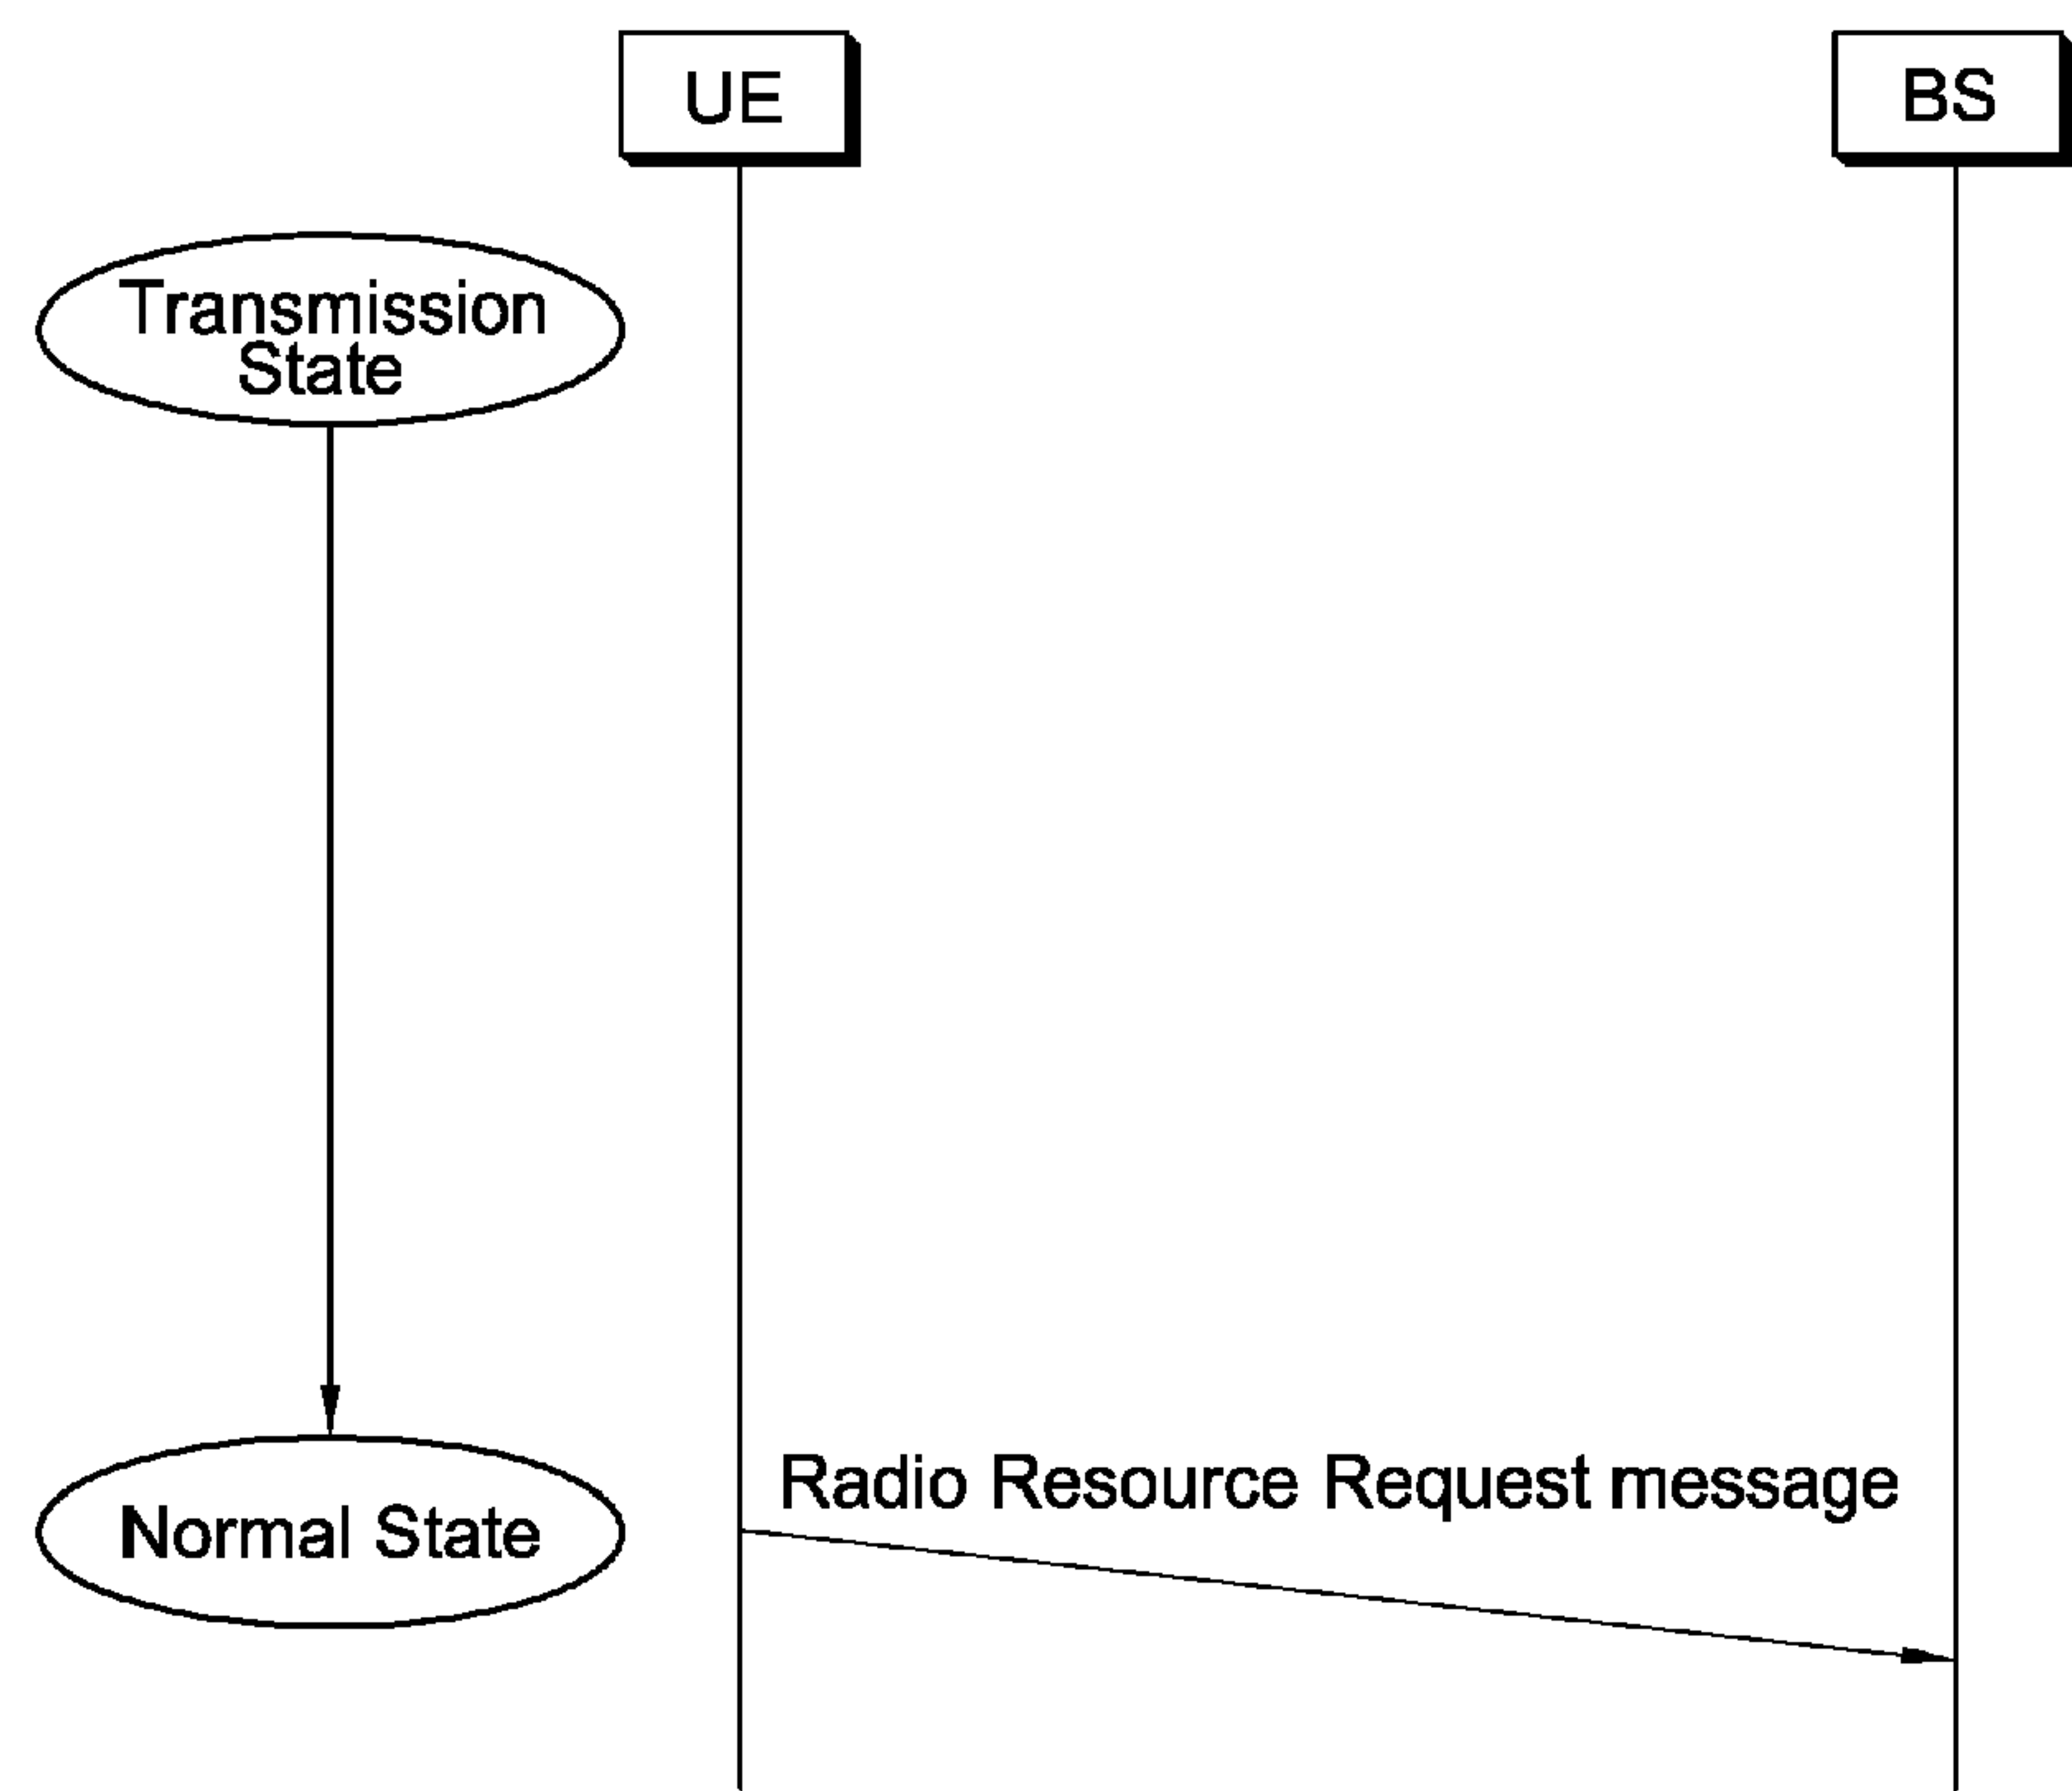 UE
BS
Transmission
State
Radio Resource Request message
Normal State